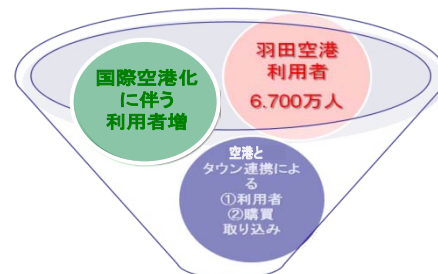 国際空港化
に伴う
利用者増
羽田空港
利用者
6.700万人
空港と
タウン連携によ
る
①利用者
②購買
取り込み